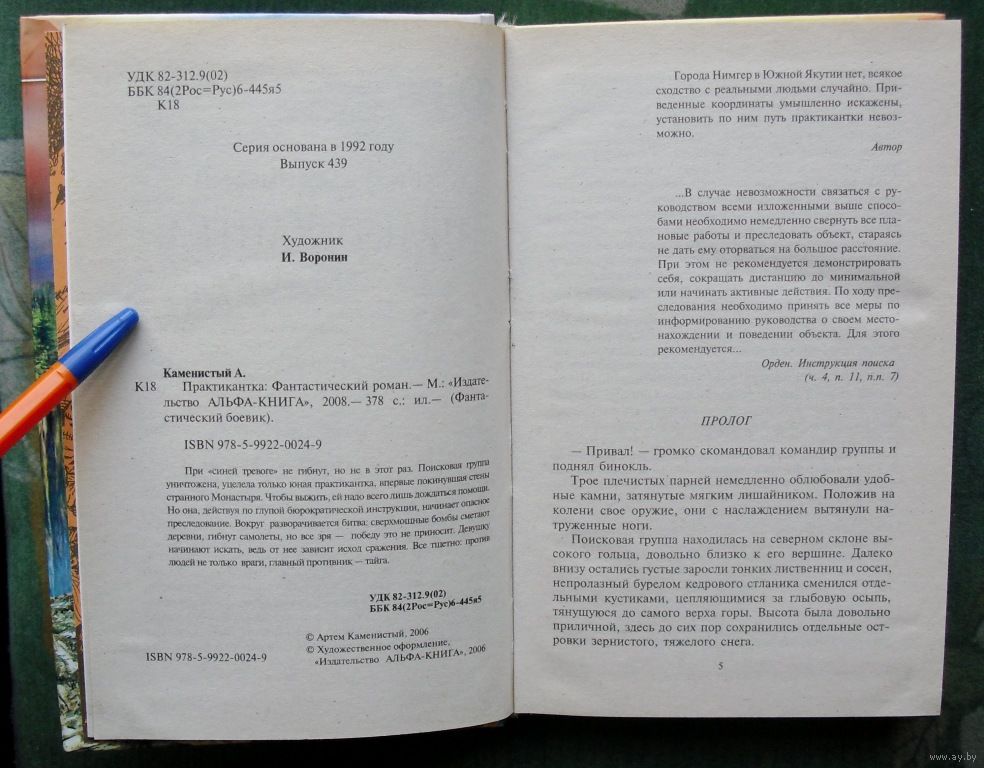 УДК 82-312.9(02)
ББК 84(2Рос=Рус)6-445я5
К18
Серия основана в 1992 году
Выпуск 439
Художник
И. Воронин
Каменистый А.
К18 Практикантка: Фантастический роман.— М.: «Издате-
льство АЛЬФА-КНИГА», 2008.— 378 с.: ил.— (Фанта-
стический боевик).
ISBN 978-5-9922-0024-9
При «синей тревоге» не гибнут, но не в этот раз. Поисковая группа
уничтожена, уцелела только юная практикантка, впервые покинувшая стены
странного Монастыря. Чтобы выжить, ей надо всего лишь дождаться помощи.
Но она, действуя по глупой бюрократической инструкции, начинает опасное
преследование. Вокруг разворачивается битва: сверхмощные бомбы сметают
деревни, гибнут самолеты, но все зря — победу это не приносит. Девушку
начинают искать, ведь от нее зависит исход сражения. Все тщетно: против
людей не только враги, главный противник — тайга.
УДК 82-312.9(02)
ББК 84(2Рос=Рус)6-445я5
© Артем Каменистый, 2006
© Художественное оформление,
«Издательство АЛЬФА-КНИГА», 2006
ISBN 978-5-9922-0024-9
Города Нимгер в Южной Якутии нет, всякое
сходство с реальными людьми случайно. При-
веденные координаты умышленно искажены,
установить по ним путь практикантки невоз-
можно.
Автор
...В случае невозможности связаться с ру-
ководством всеми изложенными выше спосо-
бами необходимо немедленно свернуть все пла-
новые работы и преследовать объект, стараясь
не дать ему оторваться на большое расстояние.
При этом не рекомендуется демонстрировать
себя, сокращать дистанцию до минимальной
или начинать активные действия. По ходу пре-
следования необходимо принять все меры по
информированию руководства о своем место-
нахождении и поведении объекта. Для этого
рекомендуется...
Орден. Инструкция поиска
(ч. 4, п. 11, п.п. 7)
ПРОЛОГ
— Привал! — громко скомандовал командир группы и
поднял бинокль.
Трое плечистых парней немедленно облюбовали удоб-
ные камни, затянутые мягким лишайником. Положив на
колени свое оружие, они с наслаждением вытянули на-
труженные ноги.
Поисковая группа находилась на северном склоне вы-
сокого гольца, довольно близко к его вершине. Далеко
внизу остались густые заросли тонких лиственниц и сосен,
непролазный бурелом кедрового стланика сменился отде-
льными кустиками, цепляющимися за глыбовую осыпь,
тянущуюся до самого верха горы. Высота была довольно
приличной, здесь до сих пор сохранились отдельные ост-
ровки зернистого, тяжелого снега.
5
www.ay.by